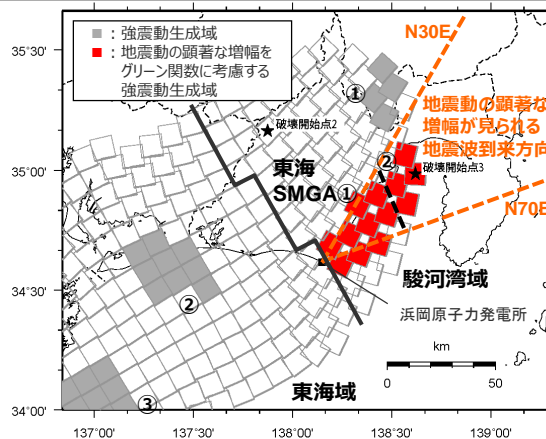 ：強震動生成域
：地震動の顕著な増幅を
グリーン関数に考慮する
強震動生成域
N30E
①
地震動の顕著な
増幅が見られる
地震波到来方向
★破壊開始点2
②
★破壊開始点3
東海
SMGA①
N70E
駿河湾域
②
浜岡原子力発電所
km
0 50
東海域
③
35°30'
35°00'
34°30'
34°00'
137°00' 137°30' 138°00' 138°30' 139°00'